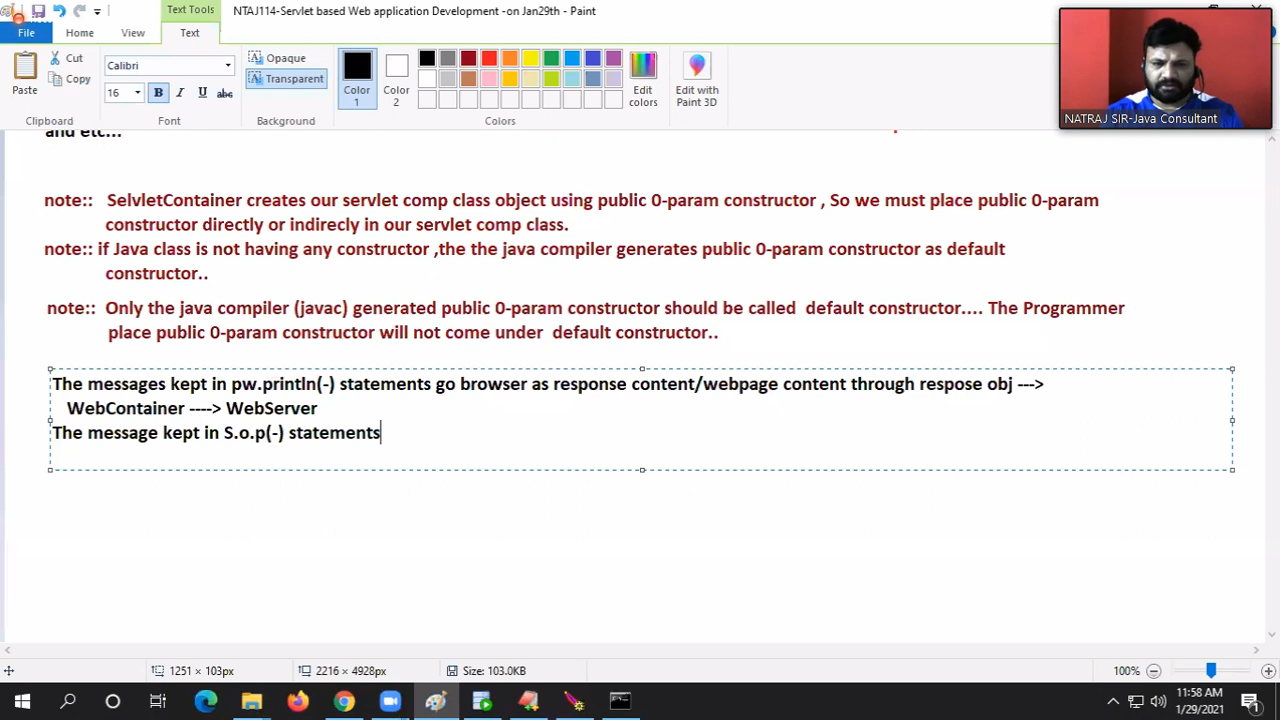 Text Tools
NTAJ114-Servlet based Web application Development -on Jan29th - Paint
File
Home
View
Text
Paste
Cut
Copy
Clipboard
Calibri
16
B
I
U
abc
Font
Opaque
Transparent
Background
Color 1
Color 2
Edit colors
Edit with Paint 3D
Colors
NATRAJ SIR-Java Consultant
and etc...
note:: SelvletContainer creates our servlet comp class object using public 0-param constructor , So we must place public 0-param
constructor directly or indirecly in our servlet comp class.
note:: if Java class is not having any constructor ,the the java compiler generates public 0-param constructor as default
constructor..
note:: Only the java compiler (javac) generated public 0-param constructor should be called default constructor.... The Programmer
place public 0-param constructor will not come under default constructor..
The messages kept in pw.println(-) statements go browser as response content/webpage content through respose obj --->
WebContainer ----> WebServer
The message kept in S.o.p(-) statements
1251 × 103px
2216 × 4928px
Size: 103.0KB
100%
11:58 AM
1/29/2021
1